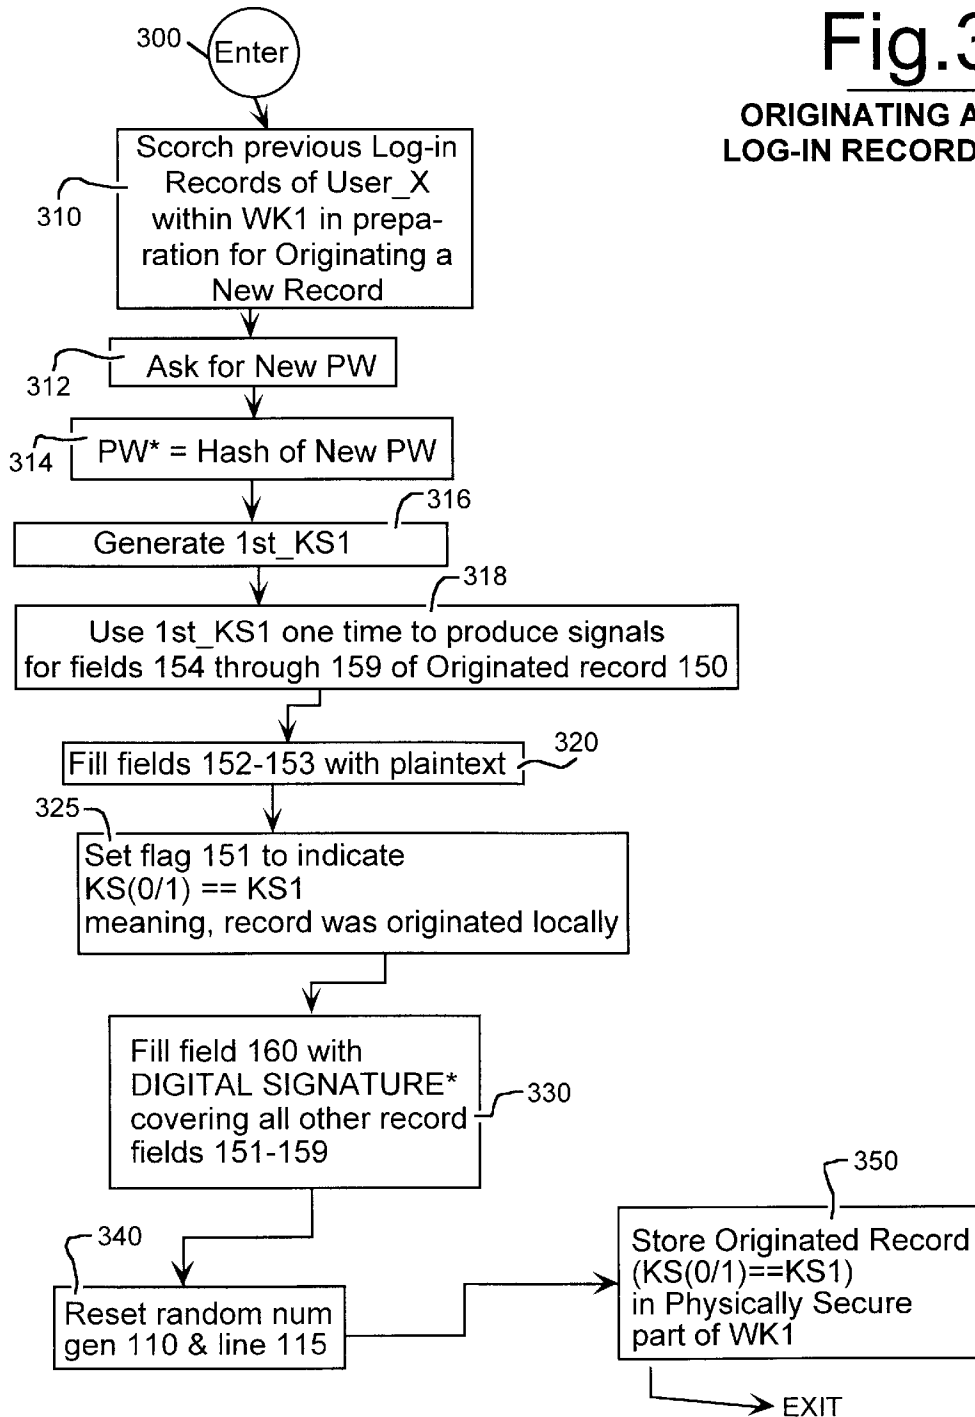 Fig.3
ORIGINATING A
LOG-IN RECORD
300
Enter
Scorch previous Log-in
Records of User_X
within WK1 in prepa-
ration for Originating a
New Record
310
Ask for New PW
312
PW* = Hash of New PW
314
316
Generate 1st_KS1
318
Use 1st_KS1 one time to produce signals
for fields 154 through 159 of Originated record 150
Fill fields 152-153 with plaintext
320
325
Set flag 151 to indicate
KS(0/1) == KS1
meaning, record was originated locally
Fill field 160 with
DIGITAL SIGNATURE*
covering all other record
fields 151-159
330
340
Reset random num
gen 110 & line 115
350
Store Originated Record
(KS(0/1)==KS1)
in Physically Secure
part of WK1
EXIT